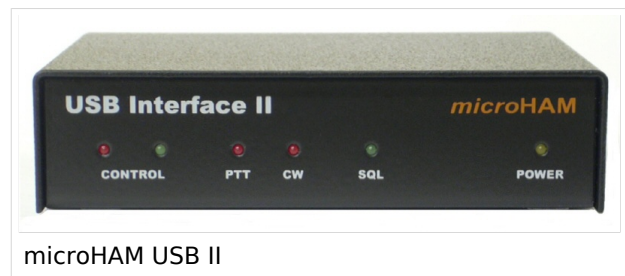 USB Interface II microHAM
CONTROL PTT CW SQL POWER
microHAM USB II